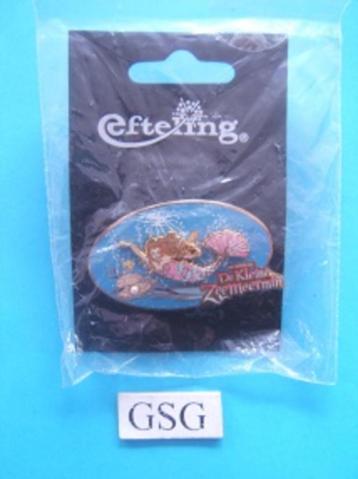 efteling®
De Kleine
Zeemeermin
GSG